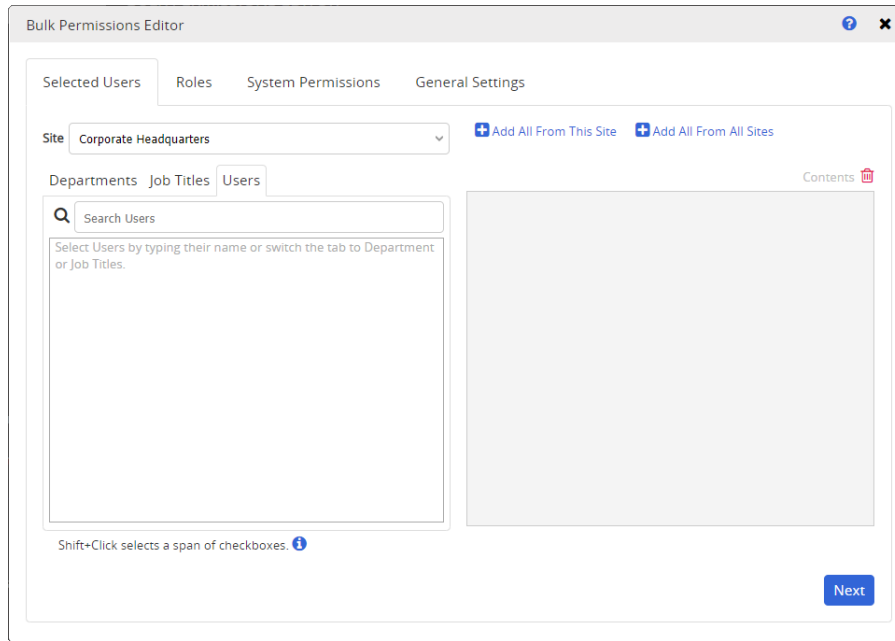 Bulk Permissions Editor
Selected Users Roles System Permissions General Settings
Site Corporate Headquarters
Add All From This Site Add All From All Sites
Departments Job Titles Users
Contents
Search Users
Select Users by typing their name or switch the tab to Department
or Job Titles.
Shift+Click selects a span of checkboxes.
Next